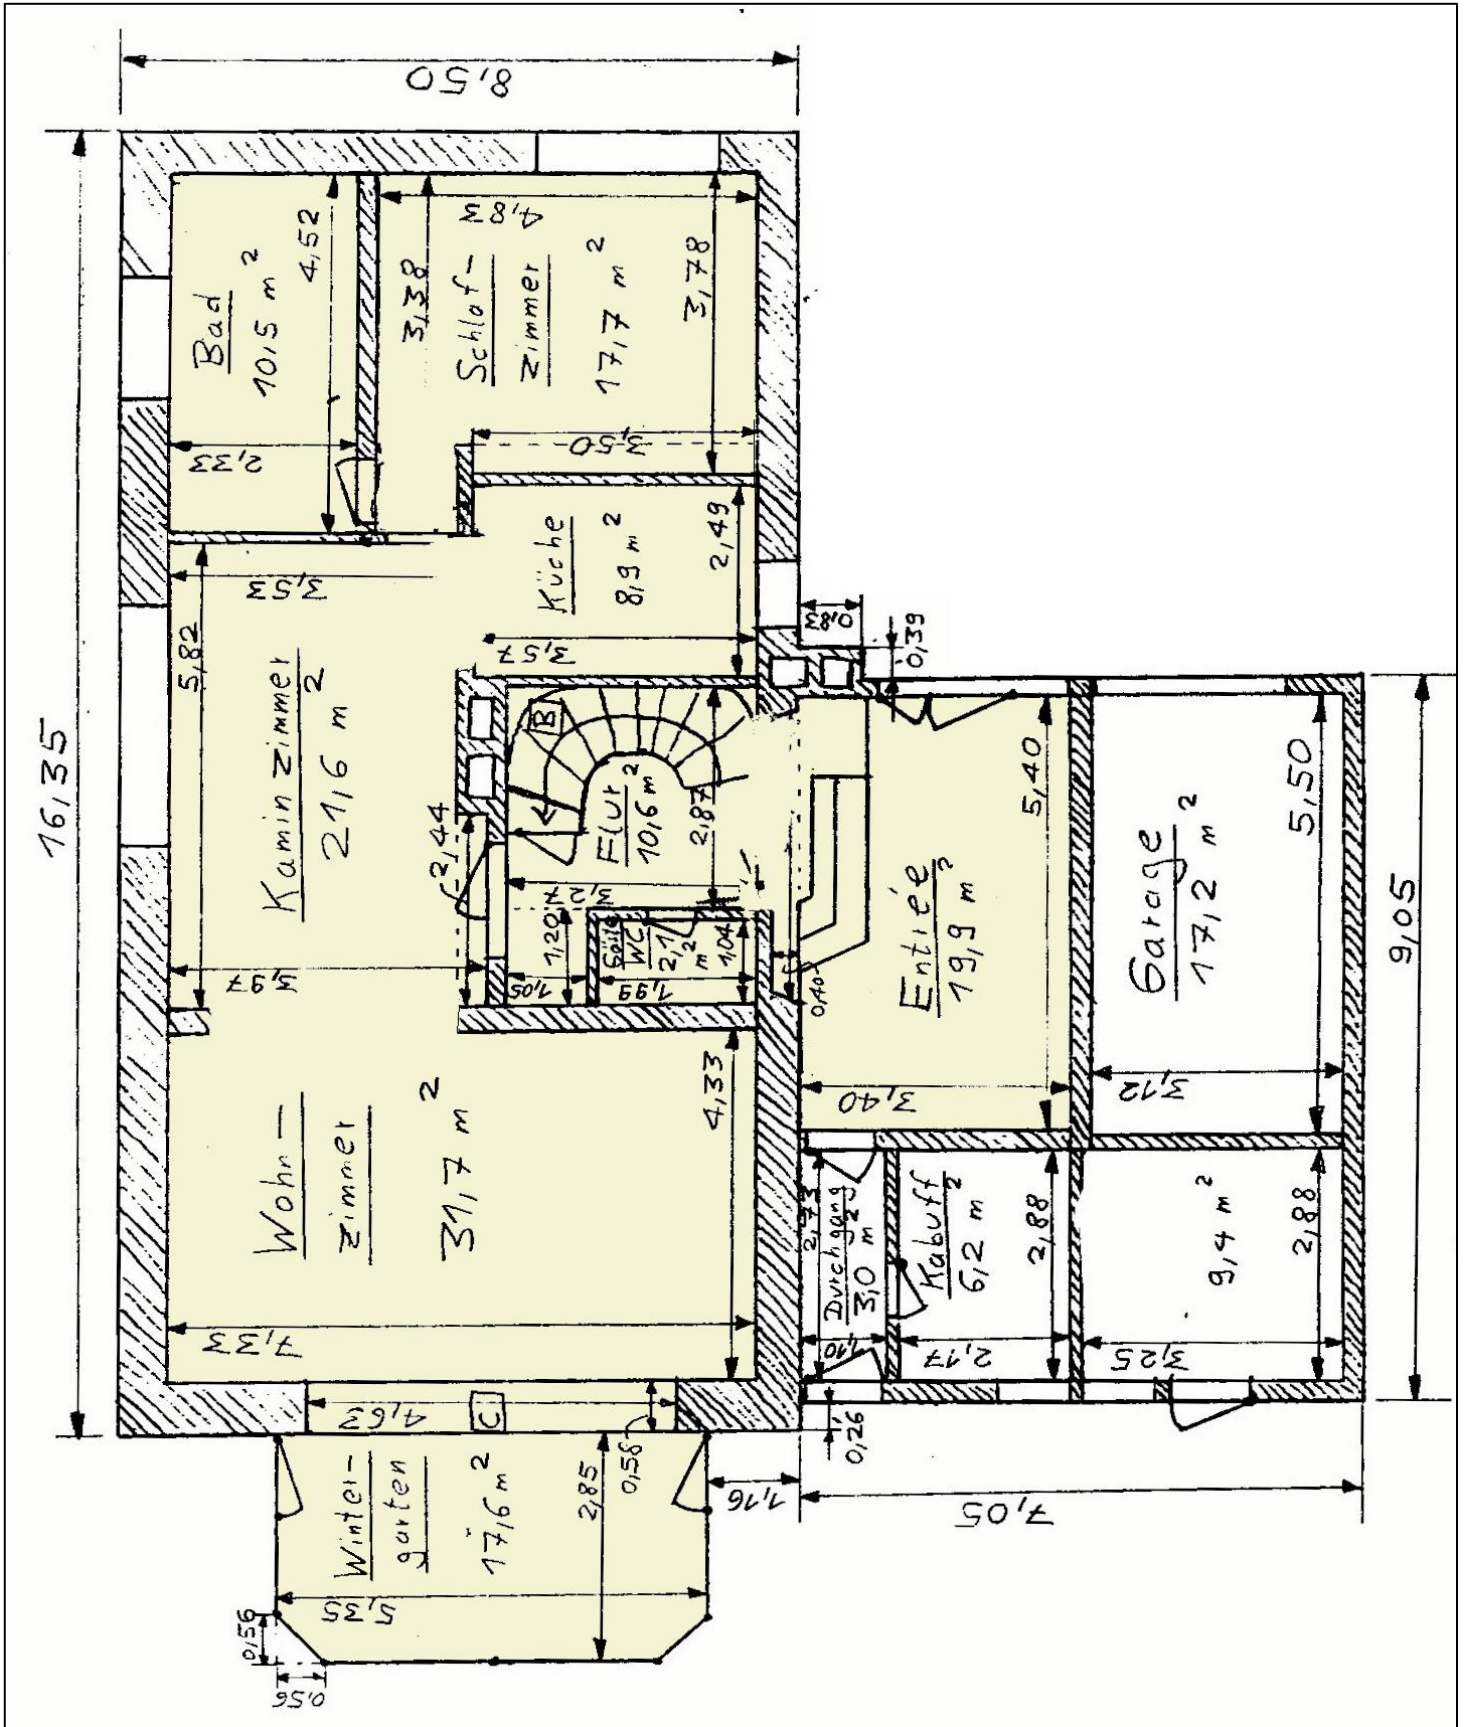 8,50
16,35
Bad
10,5 m²
4,52
2,33
4,83
3,38
Schlaf-
zimmer
17,7 m²
3,78
3,50
3,53
5,82
Kaminzimmer
21,6 m²
3,97
2,44
Küche
8,9 m²
2,49
3,57
0,83
0,39
B
Flur
10,6 m²
2,87
3,27
1,20
1,05
WC
2,1
m²
1,04
1,99
0,40
Entreé
19,9 m²
5,40
3,40
Garage
17,2 m²
5,50
3,12
9,05
Wohn-
zimmer
31,7 m²
4,33
7,33
Durchgang
3,0 m²
2,73
1,10
Kabuff
6,2 m²
2,88
2,17
9,4 m²
2,88
3,25
4,63
C
0,58
0,26
Winter-
garten
17,6 m²
2,85
5,35
1,16
7,05
0,56
0,56